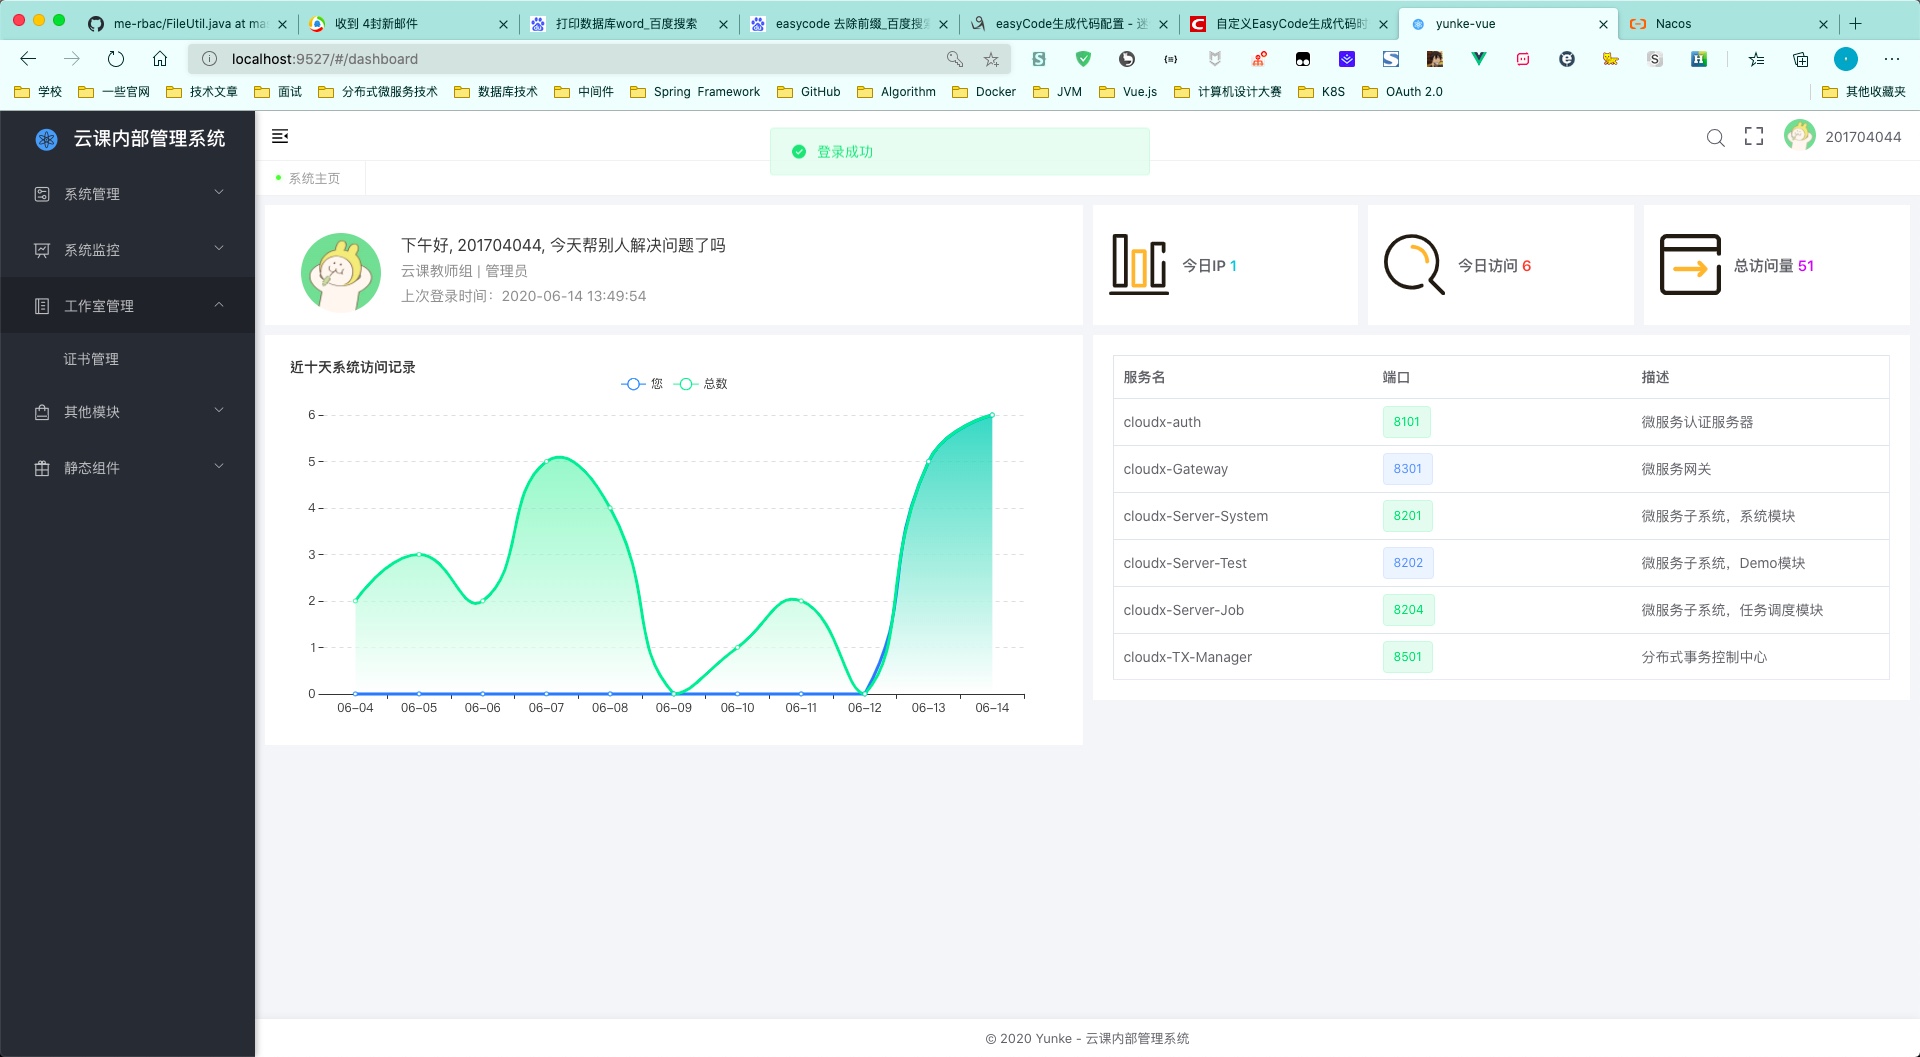 me-rbac/FileUtil.java at ma
收到 4封新邮件
打印数据库word_百度搜索
easycode 去除前缀_百度搜
easyCode生成代码配置 - 迷
自定义EasyCode生成代码时
yunke-vue
Nacos
localhost:9527/#/dashboard
学校
一些官网
技术文章
面试
分布式微服务技术
数据库技术
中间件
Spring Framework
GitHub
Algorithm
Docker
JVM
Vue.js
计算机设计大赛
K8S
OAuth 2.0
其他收藏夹
云课内部管理系统
登录成功
201704044
系统主页
系统管理
系统监控
工作室管理
证书管理
其他模块
静态组件
下午好, 201704044, 今天帮别人解决问题了吗
云课教师组 | 管理员
上次登录时间：2020-06-14 13:49:54
今日IP 1
今日访问 6
总访问量 51
近十天系统访问记录
您 总数
6
5
4
3
2
1
0
06-04 06-05 06-06 06-07 06-08 06-09 06-10 06-11 06-12 06-13 06-14
服务名 端口 描述
cloudx-auth 8101 微服务认证服务器
cloudx-Gateway 8301 微服务网关
cloudx-Server-System 8201 微服务子系统，系统模块
cloudx-Server-Test 8202 微服务子系统，Demo模块
cloudx-Server-Job 8204 微服务子系统，任务调度模块
cloudx-TX-Manager 8501 分布式事务控制中心
© 2020 Yunke - 云课内部管理系统